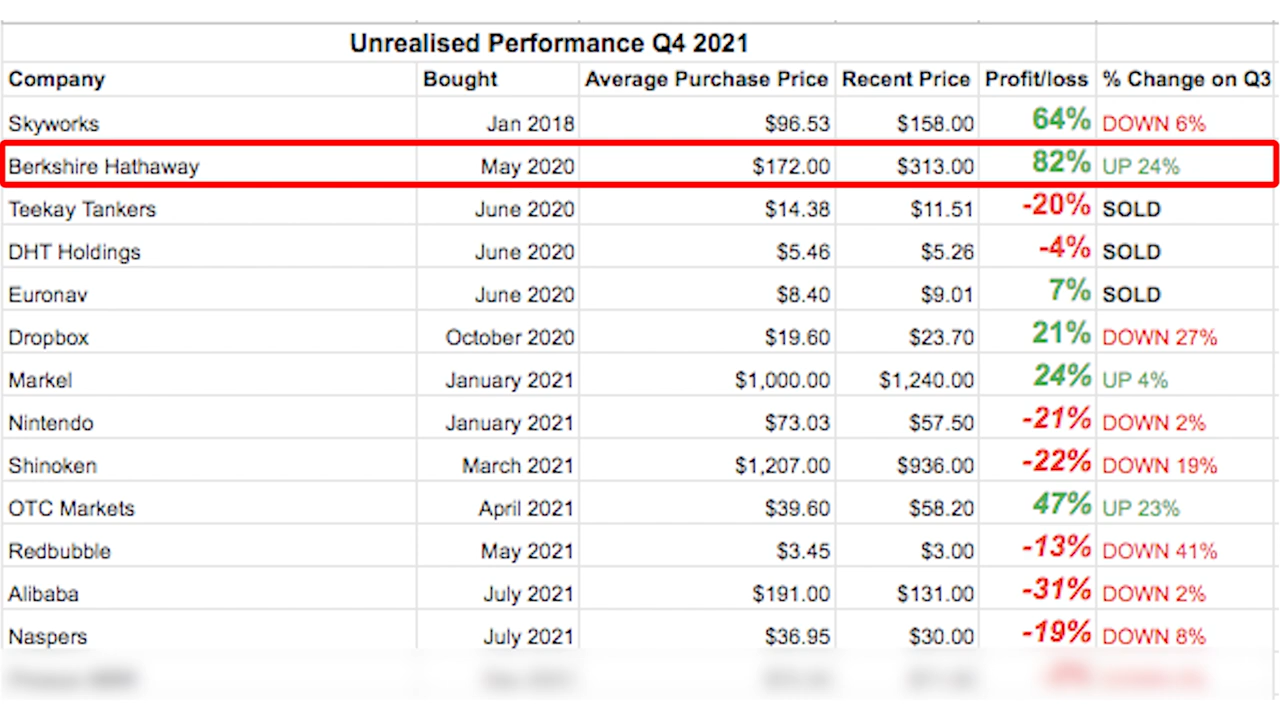 Unrealised Performance Q4 2021
Company Bought Average Purchase Price Recent Price Profit/loss % Change on Q3
Skyworks Jan 2018 $96.53 $158.00 64% DOWN 6%
Berkshire Hathaway May 2020 $172.00 $313.00 82% UP 24%
Teekay Tankers June 2020 $14.38 $11.51 -20% SOLD
DHT Holdings June 2020 $5.46 $5.26 -4% SOLD
Euronav June 2020 $8.40 $9.01 7% SOLD
Dropbox October 2020 $19.60 $23.70 21% DOWN 27%
Markel January 2021 $1,000.00 $1,240.00 24% UP 4%
Nintendo January 2021 $73.03 $57.50 -21% DOWN 2%
Shinoken March 2021 $1,207.00 $936.00 -22% DOWN 19%
OTC Markets April 2021 $39.60 $58.20 47% UP 23%
Redbubble May 2021 $3.45 $3.00 -13% DOWN 41%
Alibaba July 2021 $191.00 $131.00 -31% DOWN 2%
Naspers July 2021 $36.95 $30.00 -19% DOWN 8%